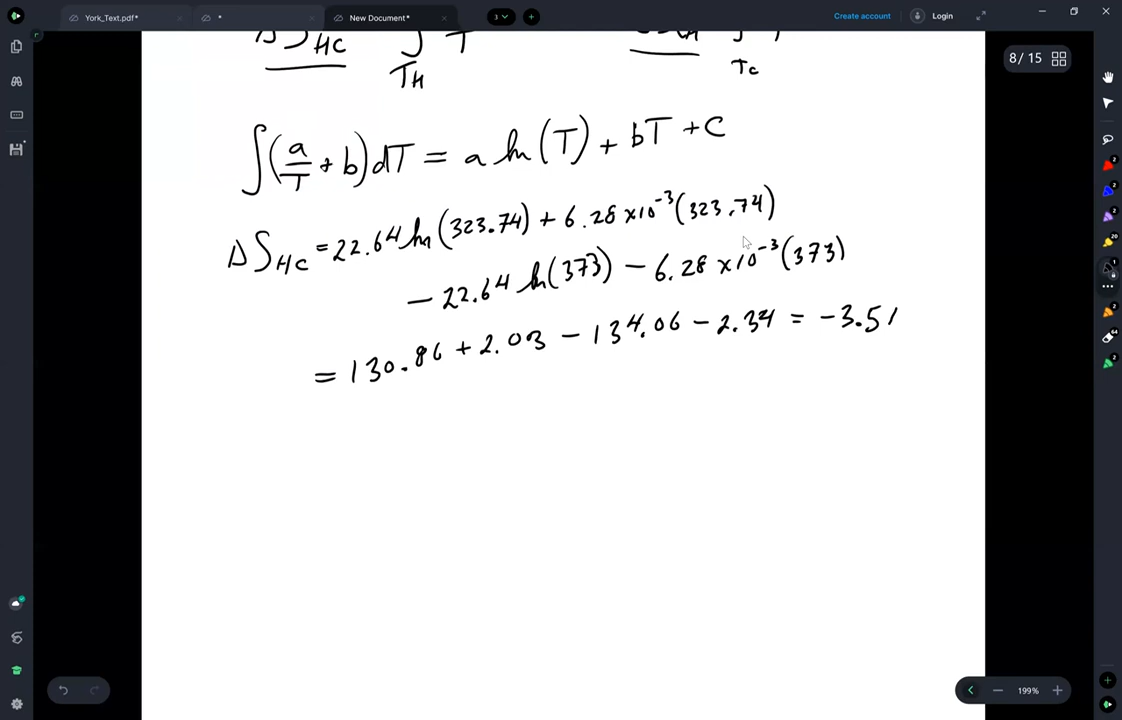 York_Text.pdf*
*
New Document*
3
Create account
Login
8 / 15
ΔS_HC ∫ T
T_H
T_C
∫(a/T + b)dT = a ln(T) + bT + C
ΔS_HC = 22.64 ln(323.74) + 6.28 x10^-3 (323.74)
- 22.64 ln(373) - 6.28 x10^-3 (373)
= 130.86 + 2.03 - 134.06 - 2.34 = -3.51
199%